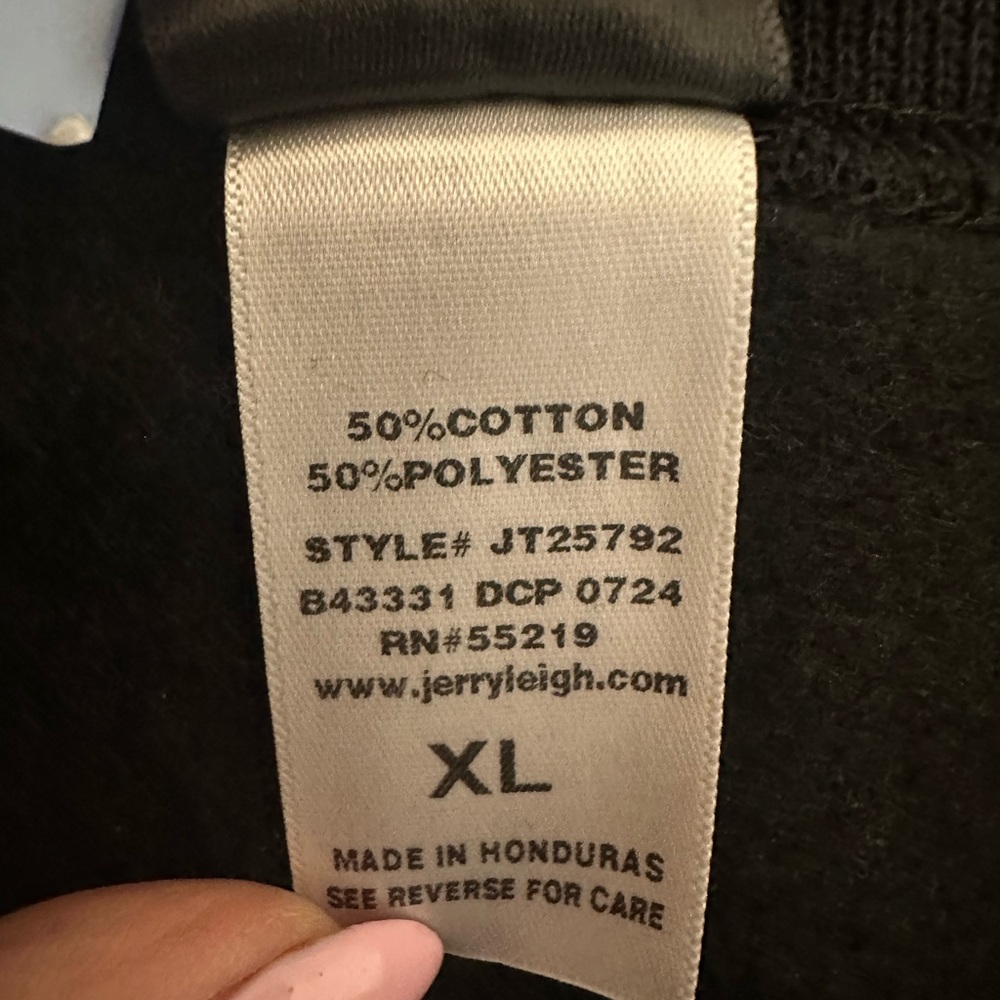 50%COTTON
50%POLYESTER
STYLE# JT25792
B43331 DCP 0724
RN#55219
www.jerryleigh.com
XL
MADE IN HONDURAS
SEE REVERSE FOR CARE